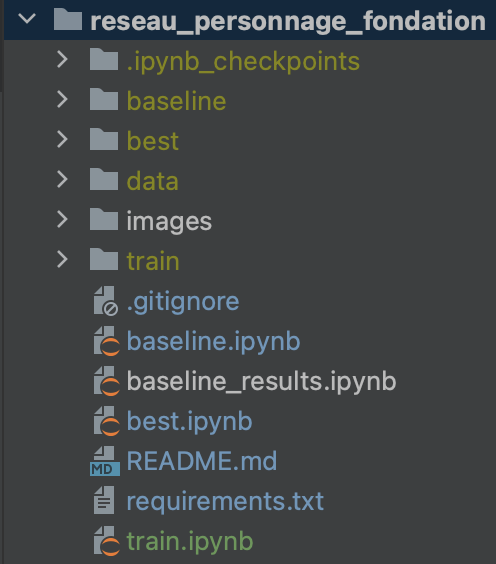 reseau_personnage_fondation
.ipynb_checkpoints
baseline
best
data
images
train
.gitignore
baseline.ipynb
baseline_results.ipynb
best.ipynb
MD README.md
requirements.txt
train.ipynb